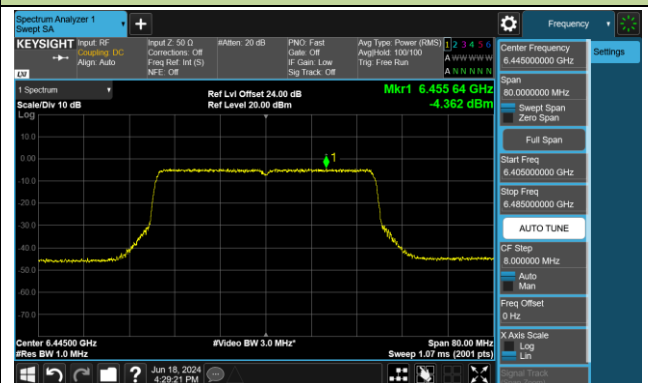 Spectrum Analyzer 1
Swept SA
Frequency
KEYSIGHT
Input: RF
Coupling: DC
Align: Auto
Input Z: 50 Ω
Corrections: Off
Freq Ref: Int (S)
NFE: Off
#Atten: 20 dB
PNO: Fast
Gate: Off
IF Gain: Low
Sig Track: Off
Avg Type: Power (RMS)
Avg|Hold: 100/100
Trig: Free Run
1 2 3 4 5 6
A W W W W W
A N N N N N
LXI
Center Frequency
6.445000000 GHz
Settings
Span
80.0000000 MHz
Swept Span
Zero Span
Full Span
Start Freq
6.405000000 GHz
Stop Freq
6.485000000 GHz
AUTO TUNE
CF Step
8.000000 MHz
Auto
Man
Freq Offset
0 Hz
X Axis Scale
Log
Lin
Signal Track
1 Spectrum
Scale/Div 10 dB
Log
Ref Lvl Offset 24.00 dB
Ref Level 20.00 dBm
Mkr1 6.455 64 GHz
-4.362 dBm
1
10.0
0.00
-10.0
-20.0
-30.0
-40.0
-50.0
-60.0
-70.0
Center 6.44500 GHz
#Res BW 1.0 MHz
#Video BW 3.0 MHz*
Span 80.00 MHz
Sweep 1.07 ms (2001 pts)
?
Jun 18, 2024
4:29:21 PM